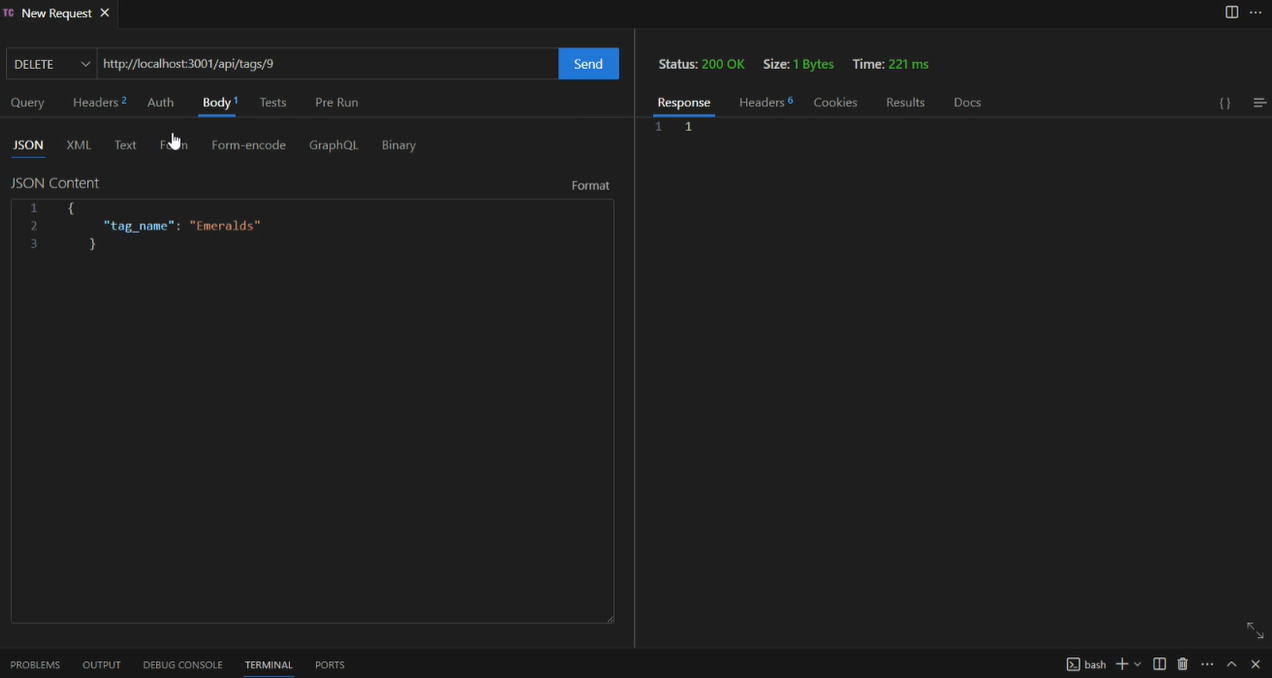 TC New Request
DELETE http://localhost:3001/api/tags/9 Send
Status: 200 OK Size: 1 Bytes Time: 221 ms
Query Headers 2 Auth Body 1 Tests Pre Run
Response Headers 6 Cookies Results Docs { }
1 1
JSON XML Text Form-encode GraphQL Binary
JSON Content Format
1 {
2 "tag_name": "Emeralds"
3 }
PROBLEMS OUTPUT DEBUG CONSOLE TERMINAL PORTS bash